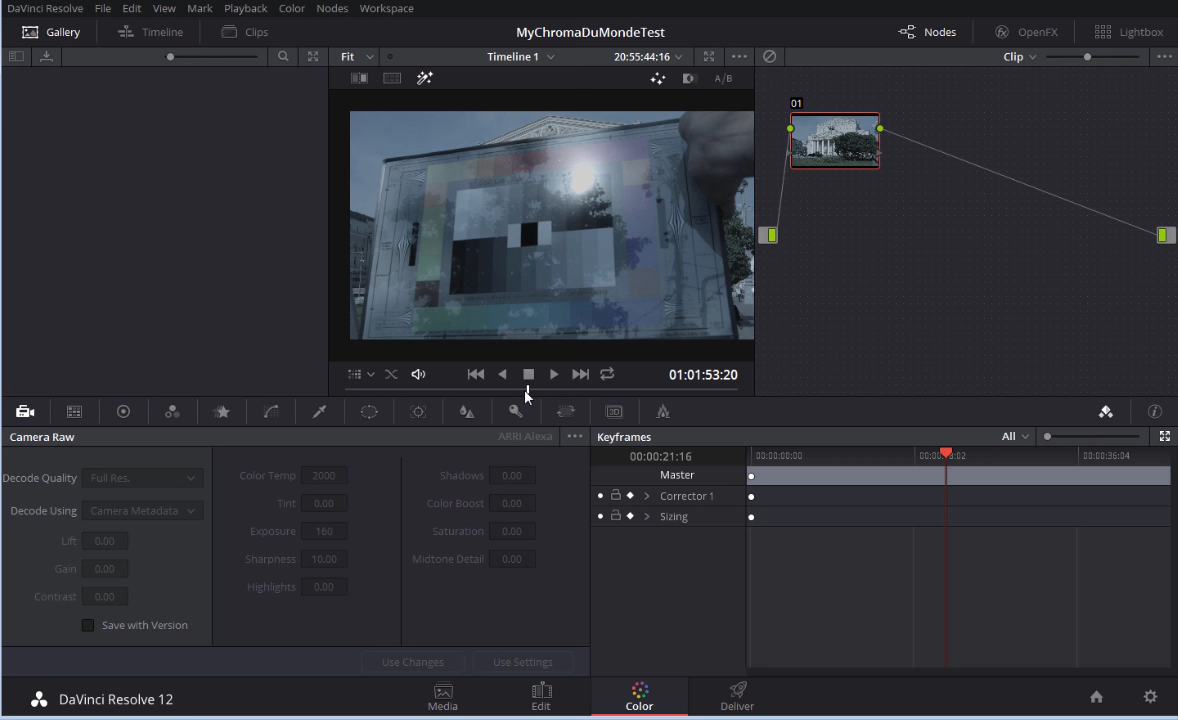 DaVinci Resolve File Edit View Mark Playback Color Nodes Workspace
Gallery Timeline Clips MyChromaDuMondeTest Nodes OpenFX Lightbox
Fit Timeline 1 20:55:44:16 Clip
A/B
01
01:01:53:20
3D
Camera Raw ARRI Alexa Keyframes All
00:00:21:16 00:00:00:00 00:00:18:02 00:00:36:04
Master
Corrector 1
Sizing
Decode Quality Full Res.
Decode Using Camera Metadata
Lift 0.00
Gain 0.00
Contrast 0.00
Save with Version
Color Temp 2000
Tint 0.00
Exposure 160
Sharpness 10.00
Highlights 0.00
Shadows 0.00
Color Boost 0.00
Saturation 0.00
Midtone Detail 0.00
Use Changes Use Settings
DaVinci Resolve 12 Media Edit Color Deliver